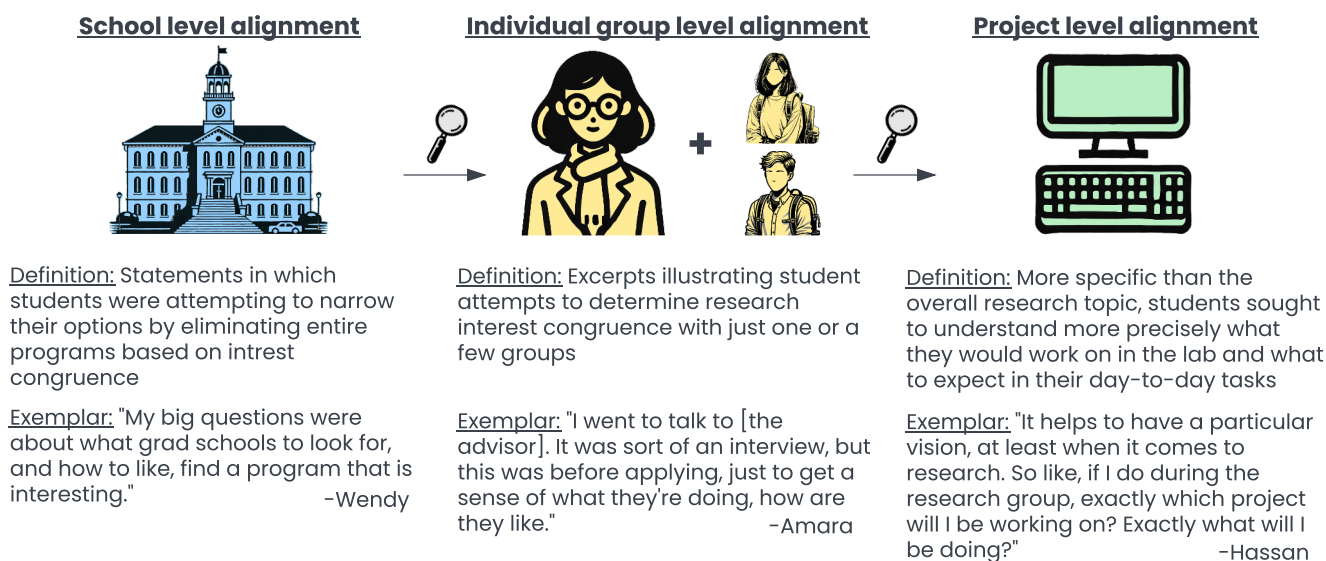 School level alignment
Individual group level alignment
Project level alignment
Definition: Statements in which
students were attempting to narrow
their options by eliminating entire
programs based on intrest
congruence
Exemplar: "My big questions were
about what grad schools to look for,
and how to like, find a program that is
interesting."
-Wendy
Definition: Excerpts illustrating student
attempts to determine research
interest congruence with just one or a
few groups
Exemplar: "I went to talk to [the
advisor]. It was sort of an interview, but
this was before applying, just to get a
sense of what they're doing, how are
they like."
-Amara
Definition: More specific than the
overall research topic, students sought
to understand more precisely what
they would work on in the lab and what
to expect in their day-to-day tasks
Exemplar: "It helps to have a particular
vision, at least when it comes to
research. So like, if I do during the
research group, exactly which project
will I be working on? Exactly what will I
be doing?"
-Hassan